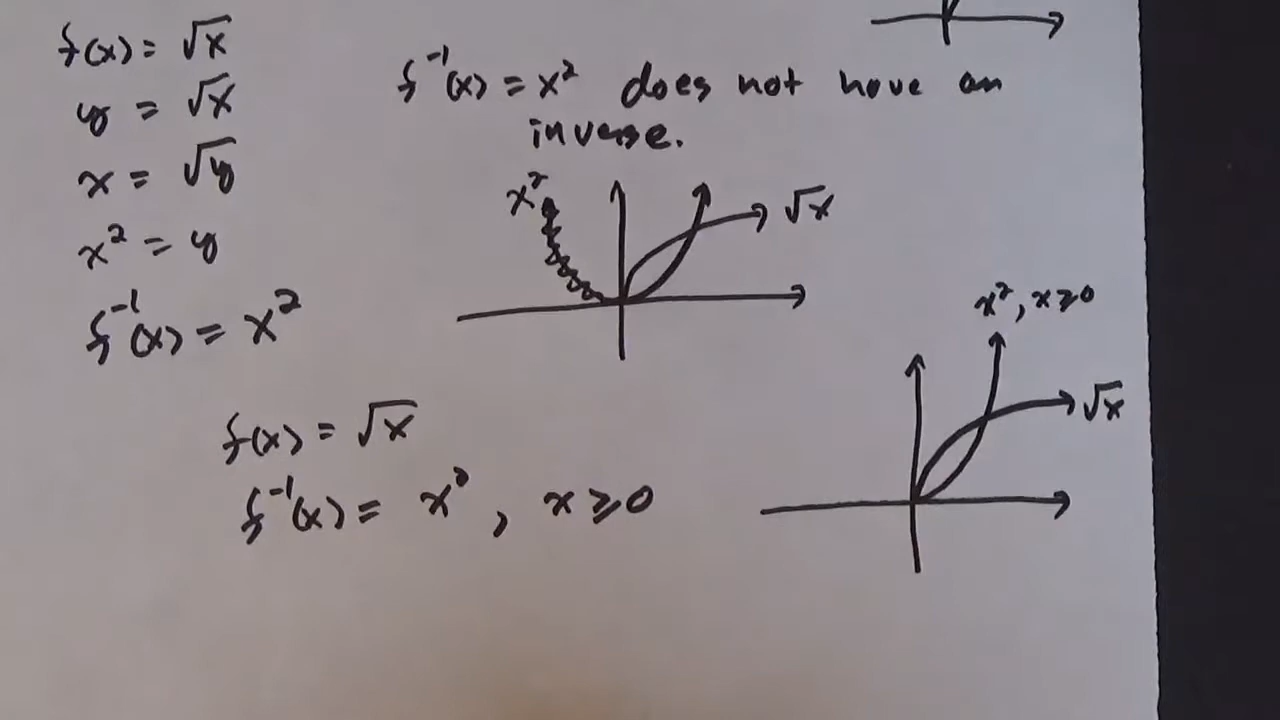 f(x) = √x
y = √x
x = √y
x² = y
f⁻¹(x) = x²
f⁻¹(x) = x² does not have an
inverse.
x²
√x
f(x) = √x
f⁻¹(x) = x² , x ≥ 0
x², x ≥ 0
√x